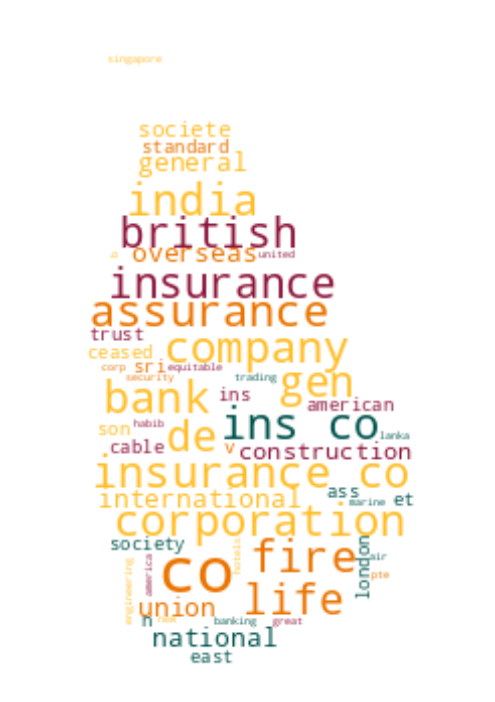 singapore
societe
standard
general
india
british
overseas united
insurance
assurance
trust
ceased company
corp sri equitable
security trading gen
bank ins american
son habib de ins co lanka
cable v construction
insurance co
international ass marine et
corporation
society fire london air
engineering america co hotels pte
union life
h new banking great
national
east